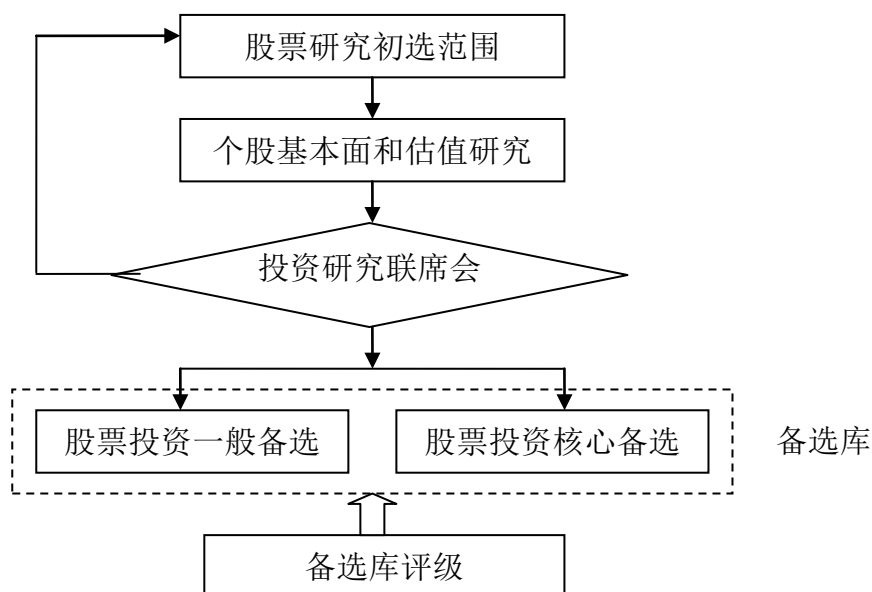 股票研究初选范围
个股基本面和估值研究
投资研究联席会
股票投资一般备选
股票投资核心备选
备选库
备选库评级